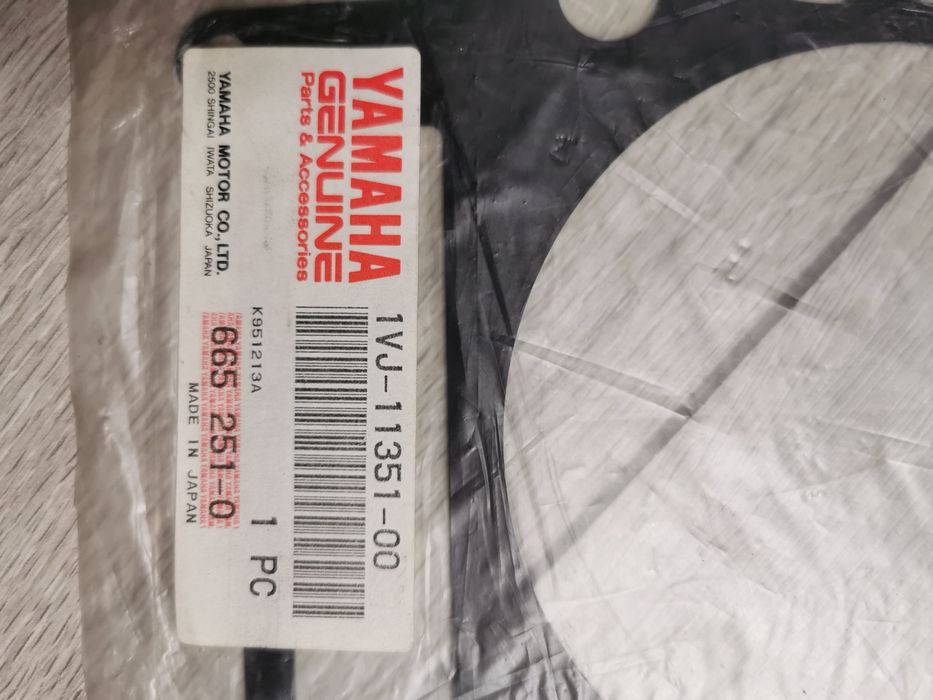 YAMAHA
GENUINE
Parts & Accessories
YAMAHA MOTOR CO., LTD.
2500 SHINGAI IWATA SHIZUOKA JAPAN
1VJ-11351-00
K951213A
1 PC
665 251-0
MADE IN JAPAN